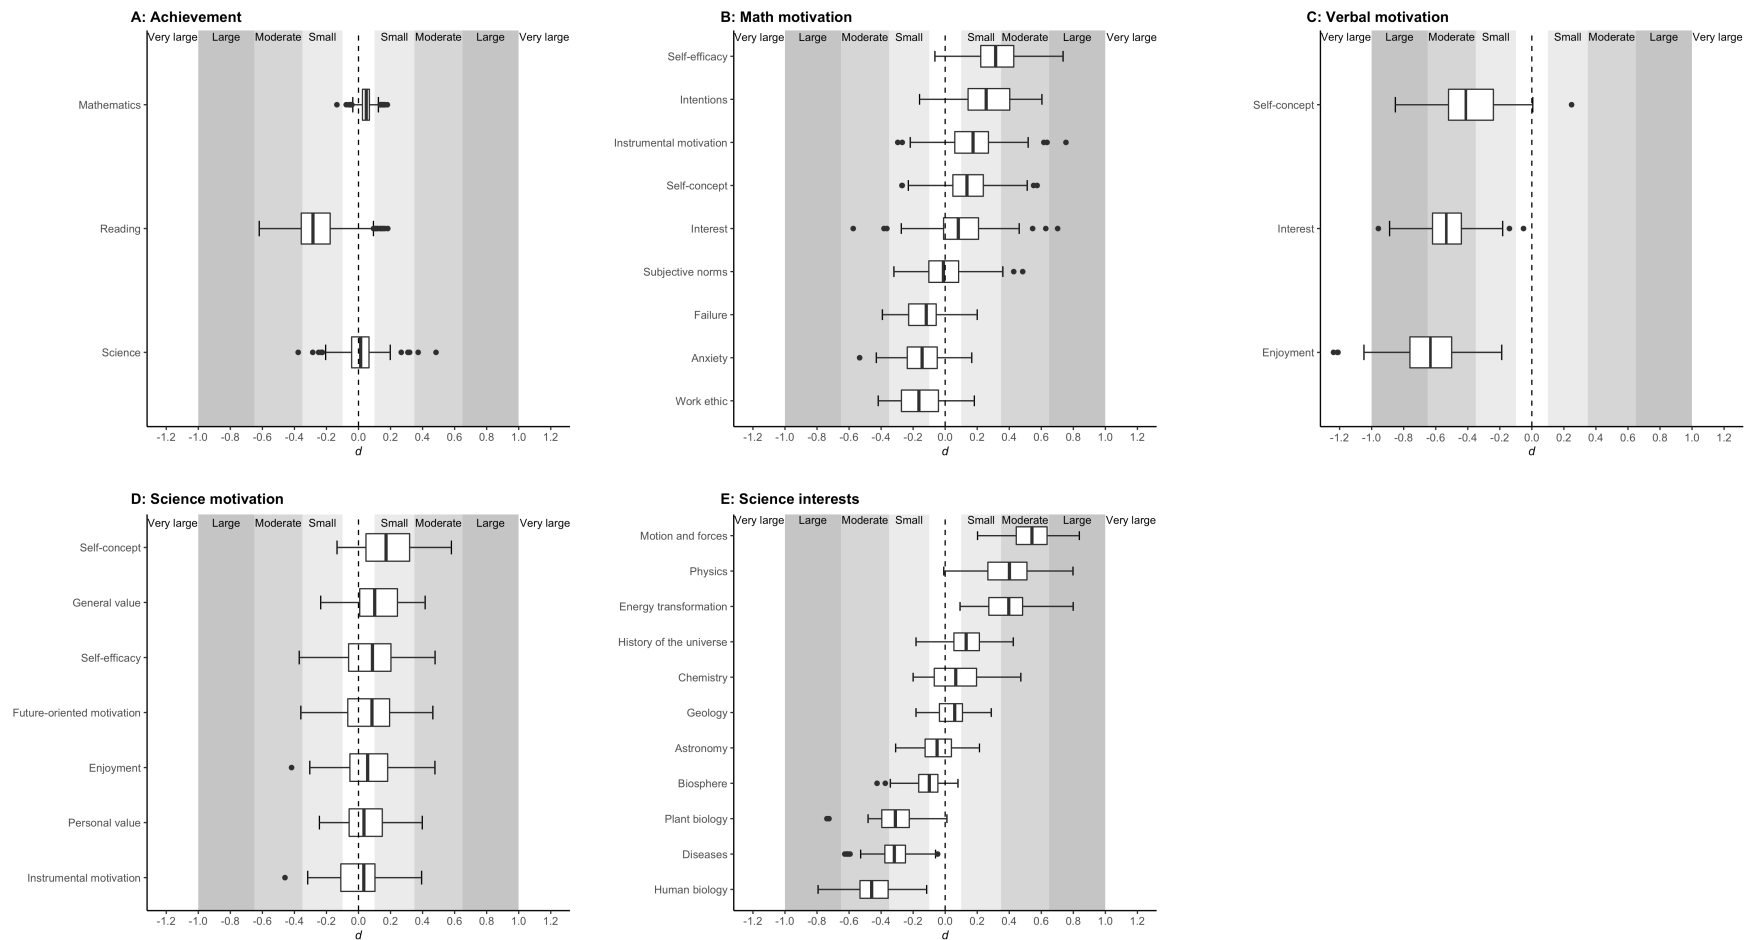 A: Achievement
Very large Large Moderate Small Small Moderate Large Very large
Mathematics
Reading
Science
-1.2 -1.0 -0.8 -0.6 -0.4 -0.2 0.0 0.2 0.4 0.6 0.8 1.0 1.2
d
B: Math motivation
Very large Large Moderate Small Small Moderate Large Very large
Self-efficacy
Intentions
Instrumental motivation
Self-concept
Interest
Subjective norms
Failure
Anxiety
Work ethic
-1.2 -1.0 -0.8 -0.6 -0.4 -0.2 0.0 0.2 0.4 0.6 0.8 1.0 1.2
d
C: Verbal motivation
Very large Large Moderate Small Small Moderate Large Very large
Self-concept
Interest
Enjoyment
-1.2 -1.0 -0.8 -0.6 -0.4 -0.2 0.0 0.2 0.4 0.6 0.8 1.0 1.2
d
D: Science motivation
Very large Large Moderate Small Small Moderate Large Very large
Self-concept
General value
Self-efficacy
Future-oriented motivation
Enjoyment
Personal value
Instrumental motivation
-1.2 -1.0 -0.8 -0.6 -0.4 -0.2 0.0 0.2 0.4 0.6 0.8 1.0 1.2
d
E: Science interests
Very large Large Moderate Small Small Moderate Large Very large
Motion and forces
Physics
Energy transformation
History of the universe
Chemistry
Geology
Astronomy
Biosphere
Plant biology
Diseases
Human biology
-1.2 -1.0 -0.8 -0.6 -0.4 -0.2 0.0 0.2 0.4 0.6 0.8 1.0 1.2
d